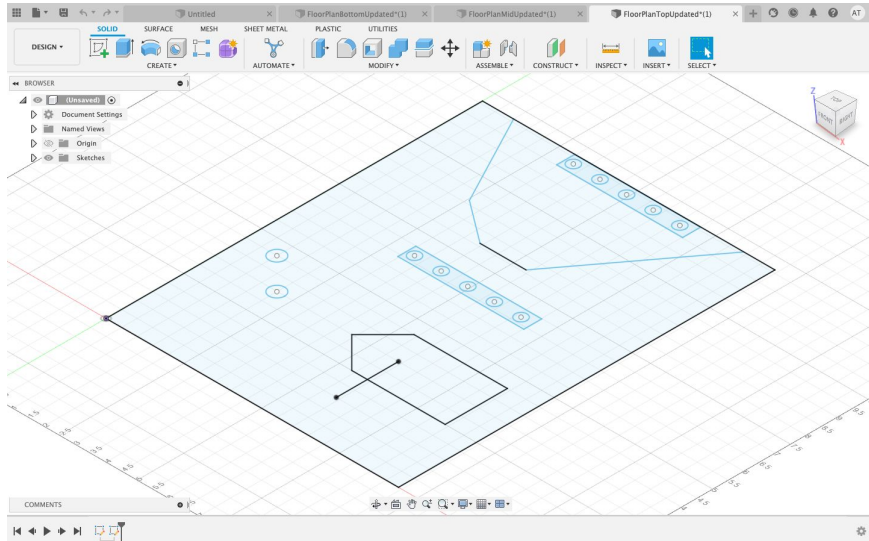 Untitled
FloorPlanBottomUpdated*(1)
FloorPlanMidUpdated*(1)
FloorPlanTopUpdated*(1)
AT
SOLID SURFACE MESH SHEET METAL PLASTIC UTILITIES
DESIGN
CREATE AUTOMATE MODIFY ASSEMBLE CONSTRUCT INSPECT INSERT SELECT
BROWSER
(Unsaved)
Document Settings
Named Views
Origin
Sketches
Z
TOP
FRONT
RIGHT
X
COMMENTS